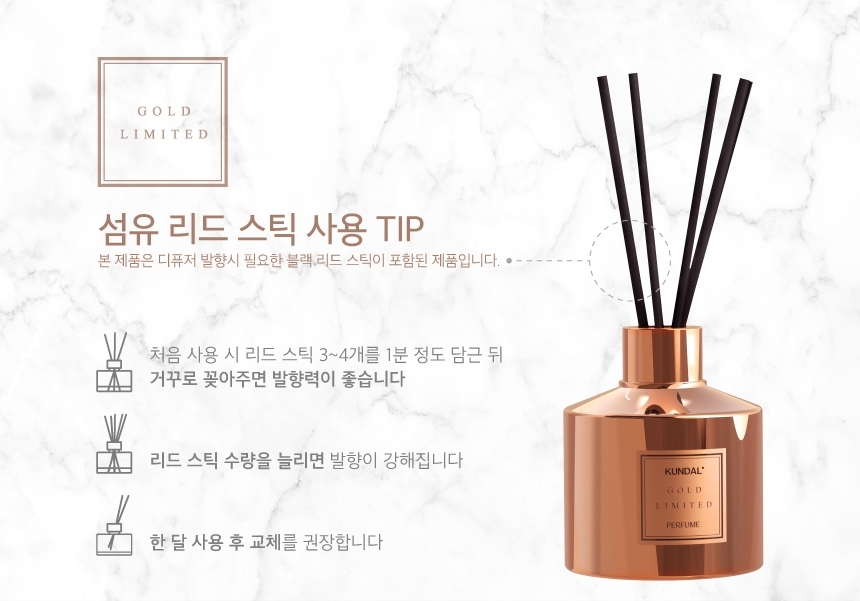 GOLD
LIMITED
섬유 리드 스틱 사용 TIP
본 제품은 디퓨저 발향시 필요한 블랙 리드 스틱이 포함된 제품입니다.
처음 사용 시 리드 스틱 3~4개를 1분 정도 담근 뒤
거꾸로 꽂아주면 발향력이 좋습니다
리드 스틱 수량을 늘리면 발향이 강해집니다
한 달 사용 후 교체를 권장합니다
KUNDAL
GOLD
LIMITED
PERFUME